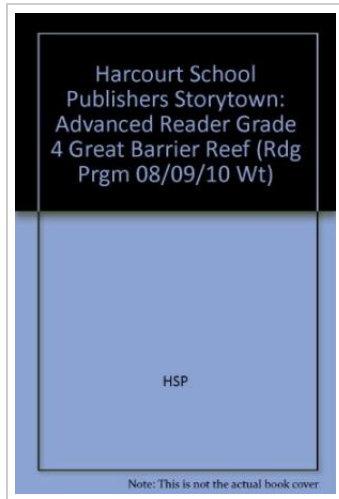 Harcourt School
Publishers Storytown:
Advanced Reader Grade
4 Great Barrier Reef (Rdg
Prgm 08/09/10 Wt)
HSP
Note: This is not the actual book cover